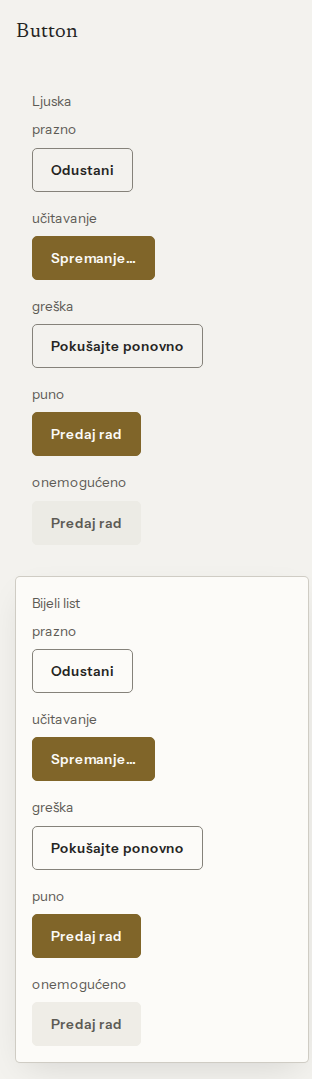 Button
Ljuska
prazno
Odustani
učitavanje
Spremanje…
greška
Pokušajte ponovno
puno
Predaj rad
onemogućeno
Predaj rad
Bijeli list
prazno
Odustani
učitavanje
Spremanje…
greška
Pokušajte ponovno
puno
Predaj rad
onemogućeno
Predaj rad